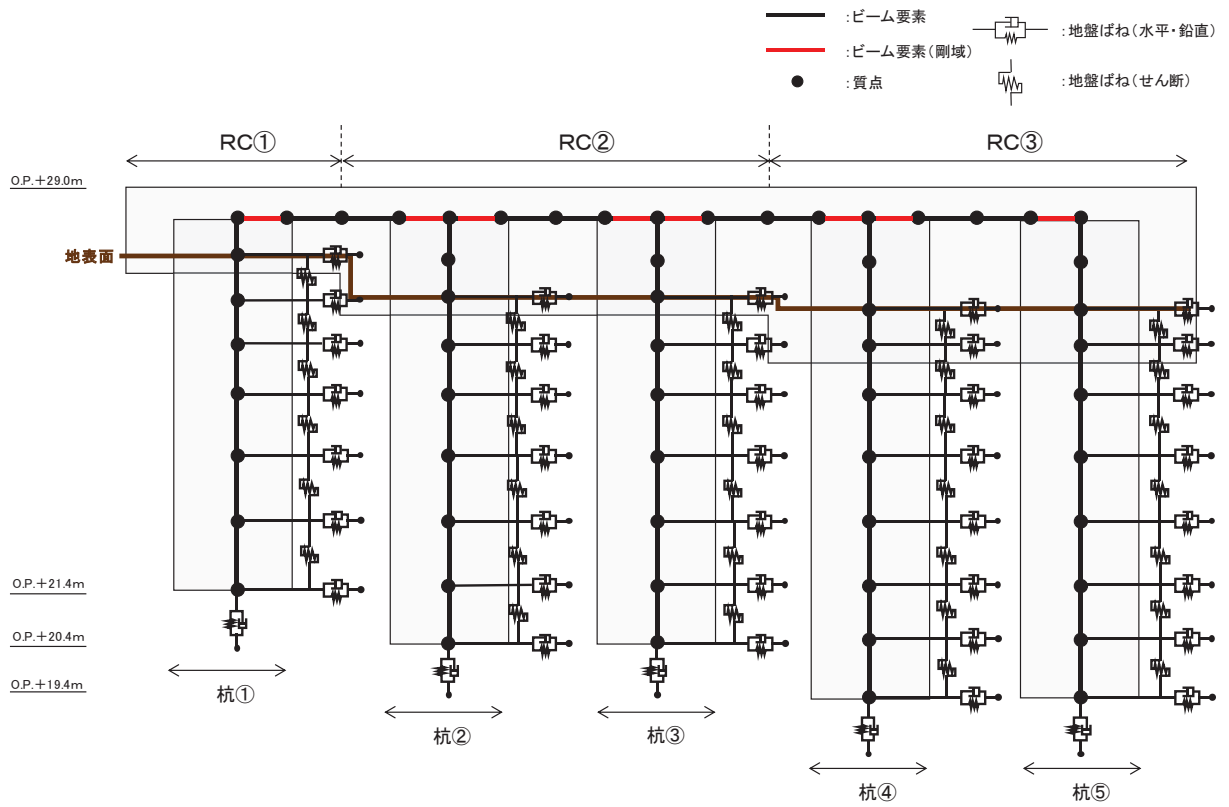 :ビーム要素
:地盤ばね(水平・鉛直)
:ビーム要素(剛域)
:質点
:地盤ばね(せん断)
RC①
RC②
RC③
O.P.+29.0m
地表面
O.P.+21.4m
O.P.+20.4m
O.P.+19.4m
杭①
杭②
杭③
杭④
杭⑤